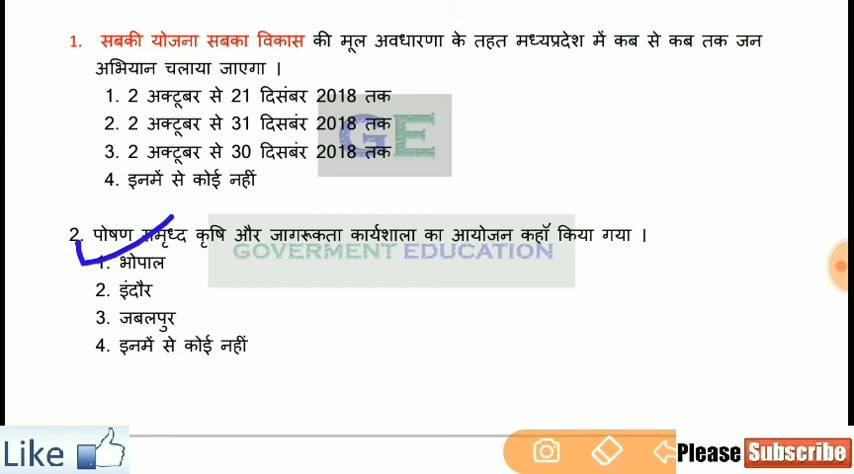 1. सबकी योजना सबका विकास की मूल अवधारणा के तहत मध्यप्रदेश में कब से कब तक जन
अभियान चलाया जाएगा |
1. 2 अक्टूबर से 21 दिसंबर 2018 तक
2. 2 अक्टूबर से 31 दिसबंर 2018 तक
3. 2 अक्टूबर से 30 दिसबंर 2018 तक
4. इनमें से कोई नहीं
GE
2. पोषण समृध्द कृषि और जागरूकता कार्यशाला का आयोजन कहाँ किया गया |
GOVERMENT EDUCATION
1. भोपाल
2. इंदौर
3. जबलपुर
4. इनमें से कोई नहीं
Like
Please Subscribe